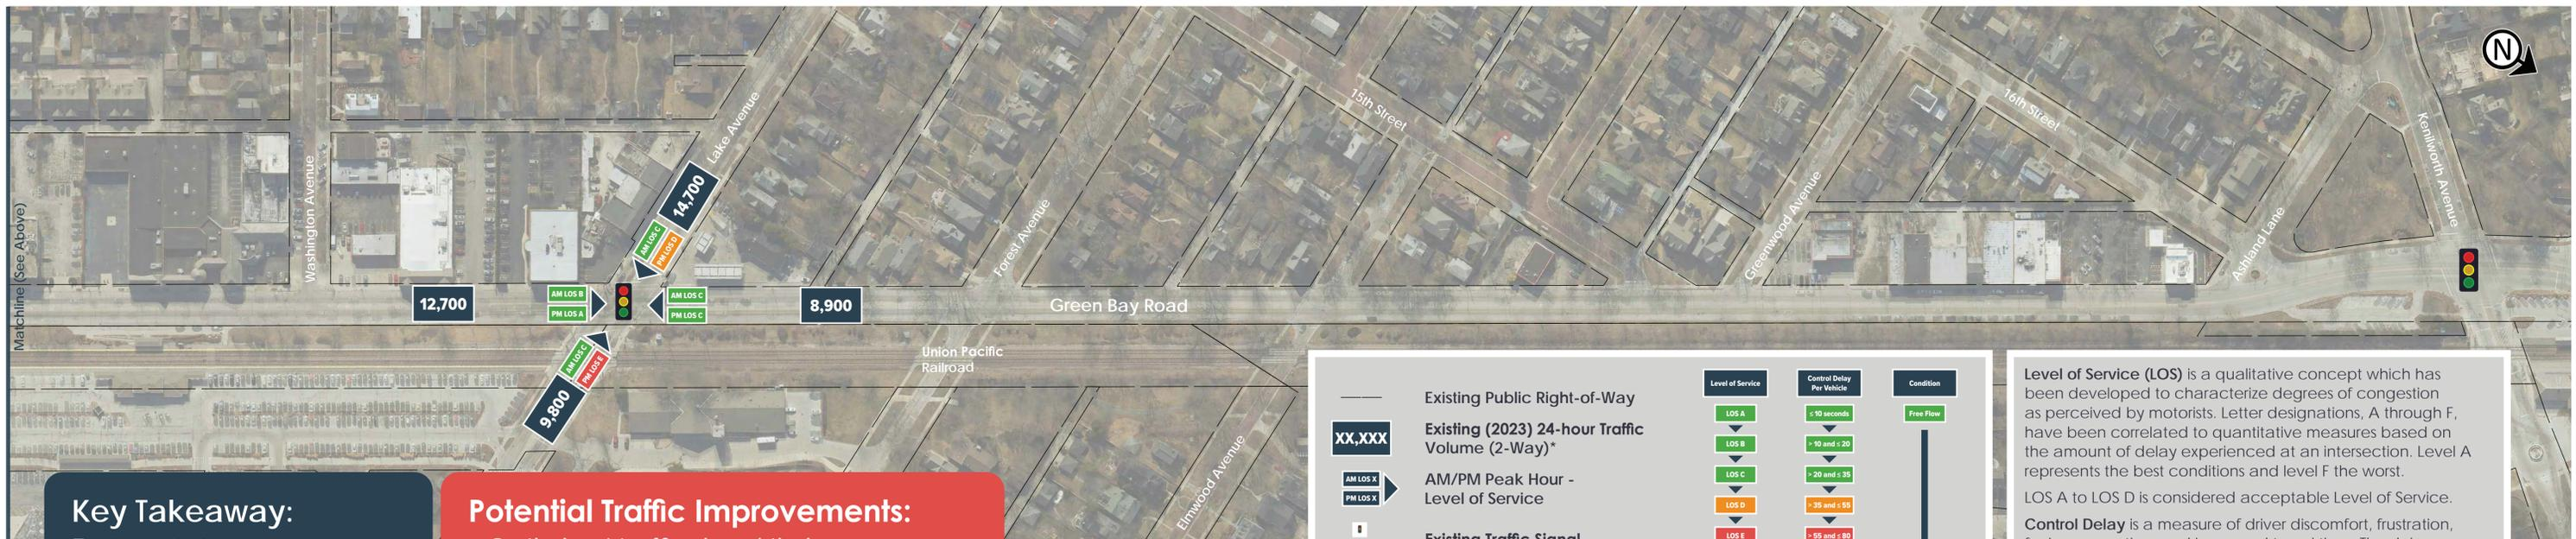 N
Matchline (See Above)
Washington Avenue
Lake Avenue
14,700
AM LOS C
PM LOS D
12,700
AM LOS B
PM LOS A
AM LOS C
PM LOS C
8,900
AM LOS C
PM LOS E
9,800
Green Bay Road
Union Pacific
Railroad
Forest Avenue
Elmwood Avenue
15th Street
Greenwood Avenue
16th Street
Ashland Lane
Kenilworth Avenue
Key Takeaway:
Potential Traffic Improvements:
Existing Public Right-of-Way
XX,XXX
Existing (2023) 24-hour Traffic
Volume (2-Way)*
AM LOS X
PM LOS X
AM/PM Peak Hour -
Level of Service
Existing Traffic Signal
Level of Service
Control Delay
Per Vehicle
Condition
LOS A
≤ 10 seconds
Free Flow
LOS B
> 10 and ≤ 20
LOS C
> 20 and ≤ 35
LOS D
> 35 and ≤ 55
LOS E
> 55 and ≤ 80
Level of Service (LOS) is a qualitative concept which has
been developed to characterize degrees of congestion
as perceived by motorists. Letter designations, A through F,
have been correlated to quantitative measures based on
the amount of delay experienced at an intersection. Level A
represents the best conditions and level F the worst.
LOS A to LOS D is considered acceptable Level of Service.
Control Delay is a measure of driver discomfort, frustration,